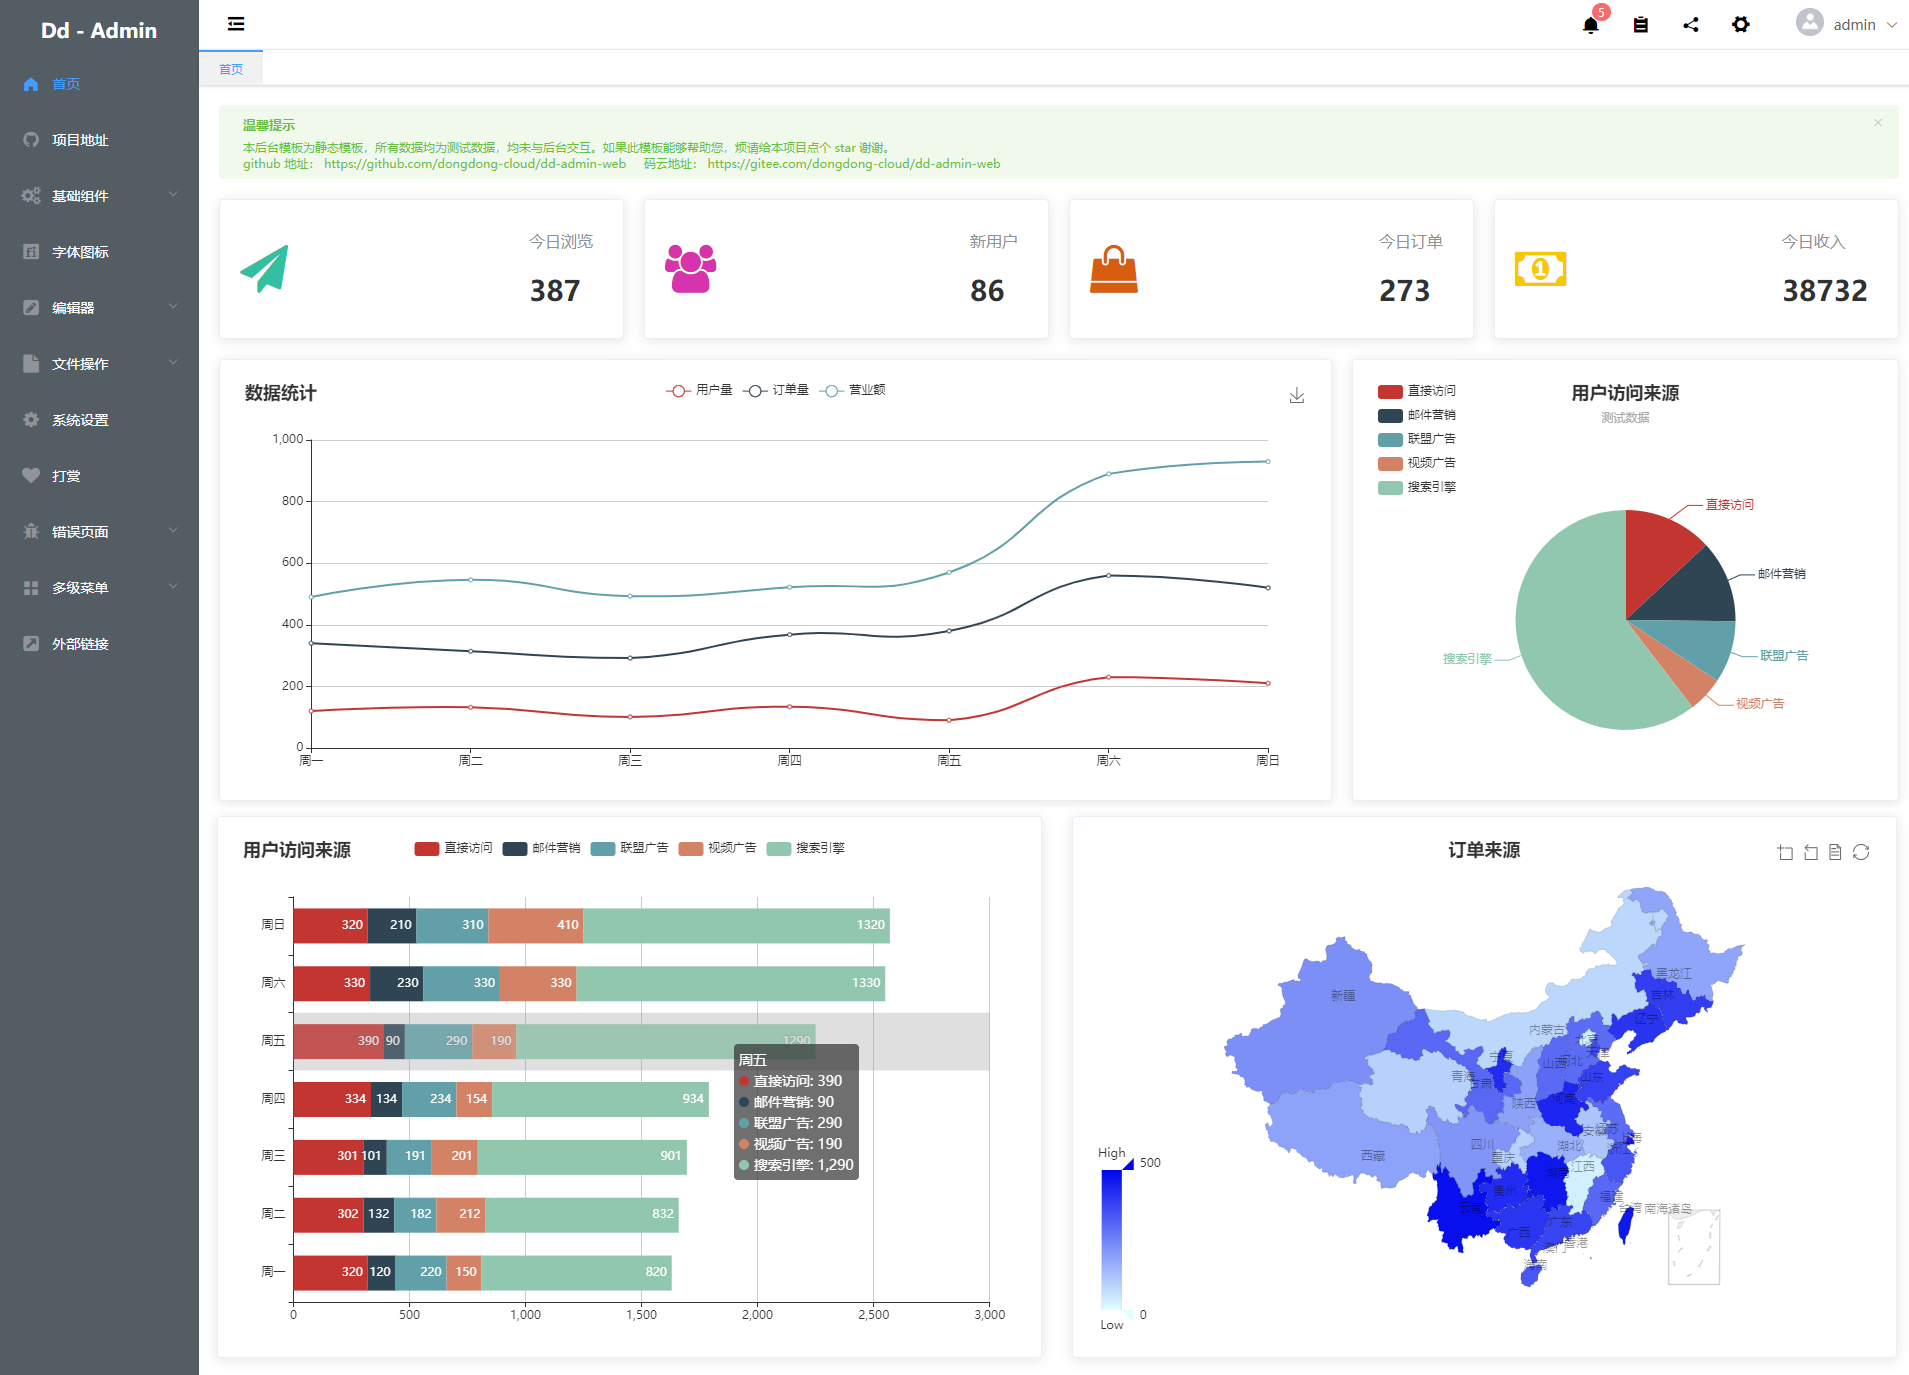 Dd - Admin
首页
项目地址
基础组件
字体图标
编辑器
文件操作
系统设置
打赏
错误页面
多级菜单
外部链接
5
admin
首页
温馨提示
本后台模板为静态模板，所有数据均为测试数据，均未与后台交互。如果此模板能够帮助您，烦请给本项目点个 star 谢谢。
github 地址： https://github.com/dongdong-cloud/dd-admin-web 码云地址： https://gitee.com/dongdong-cloud/dd-admin-web
今日浏览
387
新用户
86
今日订单
273
今日收入
38732
数据统计
用户量 订单量 营业额
1,000
800
600
400
200
0
周一 周二 周三 周四 周五 周六 周日
用户访问来源
测试数据
直接访问
邮件营销
联盟广告
视频广告
搜索引擎
直接访问
邮件营销
联盟广告
搜索引擎
视频广告
用户访问来源
直接访问 邮件营销 联盟广告 视频广告 搜索引擎
周日 320 210 310 410 1320
周六 330 230 330 330 1330
周五 390 90 290 190 1290
周四 334 134 234 154 934
周三 301 101 191 201 901
周二 302 132 182 212 832
周一 320 120 220 150 820
0 500 1,000 1,500 2,000 2,500 3,000
周五
直接访问: 390
邮件营销: 90
联盟广告: 290
视频广告: 190
搜索引擎: 1,290
订单来源
黑龙江
吉林
辽宁
新疆
内蒙古
北京
天津
宁夏
山西
河北
青海
甘肃
山东
陕西
河南
安徽
江苏
上海
四川
湖北
浙江
重庆
西藏
湖南
江西
贵州
福建
云南
台湾
南海诸岛
广西
广东
香港
澳门
海南
High
500
0
Low